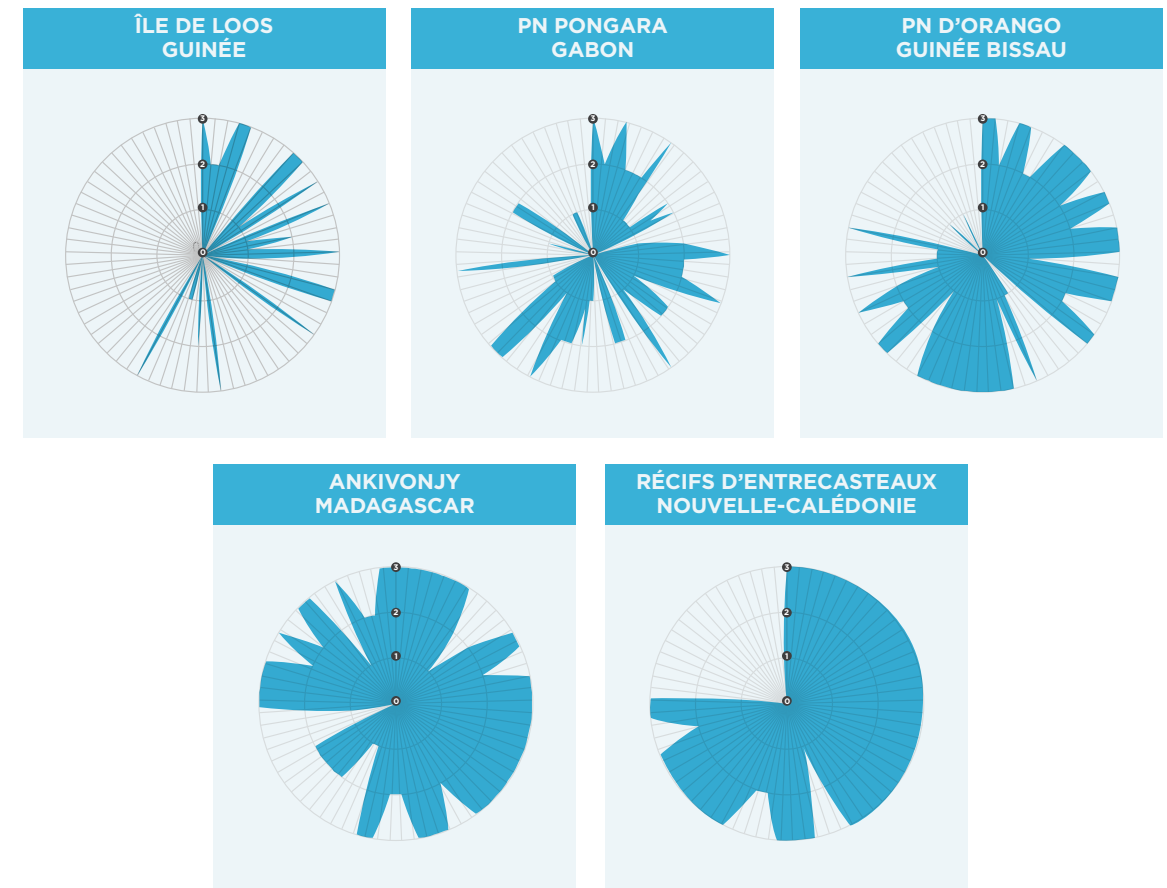 ÎLE DE LOOS
GUINÉE
3
2
1
0
PN PONGARA
GABON
3
2
1
0
PN D'ORANGO
GUINÉE BISSAU
3
2
1
0
ANKIVONJY
MADAGASCAR
3
2
1
0
RÉCIFS D'ENTRECASTEAUX
NOUVELLE-CALÉDONIE
3
2
1
0